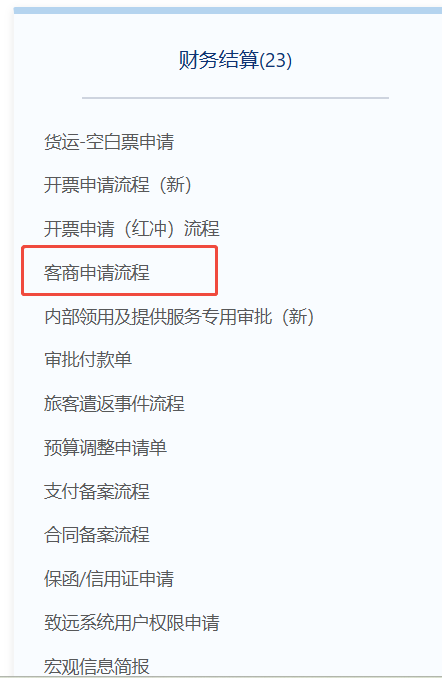 财务结算(23)
货运-空白票申请
开票申请流程（新）
开票申请（红冲）流程
客商申请流程
内部领用及提供服务专用审批（新）
审批付款单
旅客遣返事件流程
预算调整申请单
支付备案流程
合同备案流程
保函/信用证申请
致远系统用户权限申请
宏观信息简报